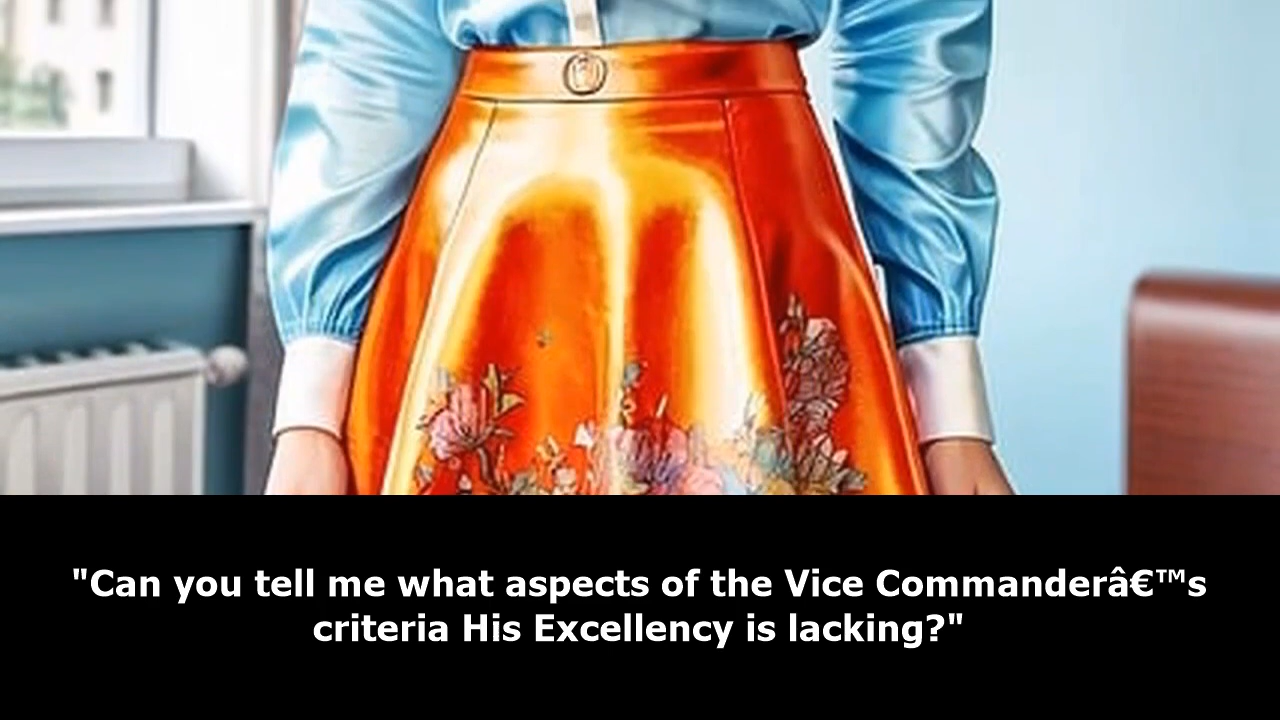 "Can you tell me what aspects of the Vice Commanderâ€™s
criteria His Excellency is lacking?"